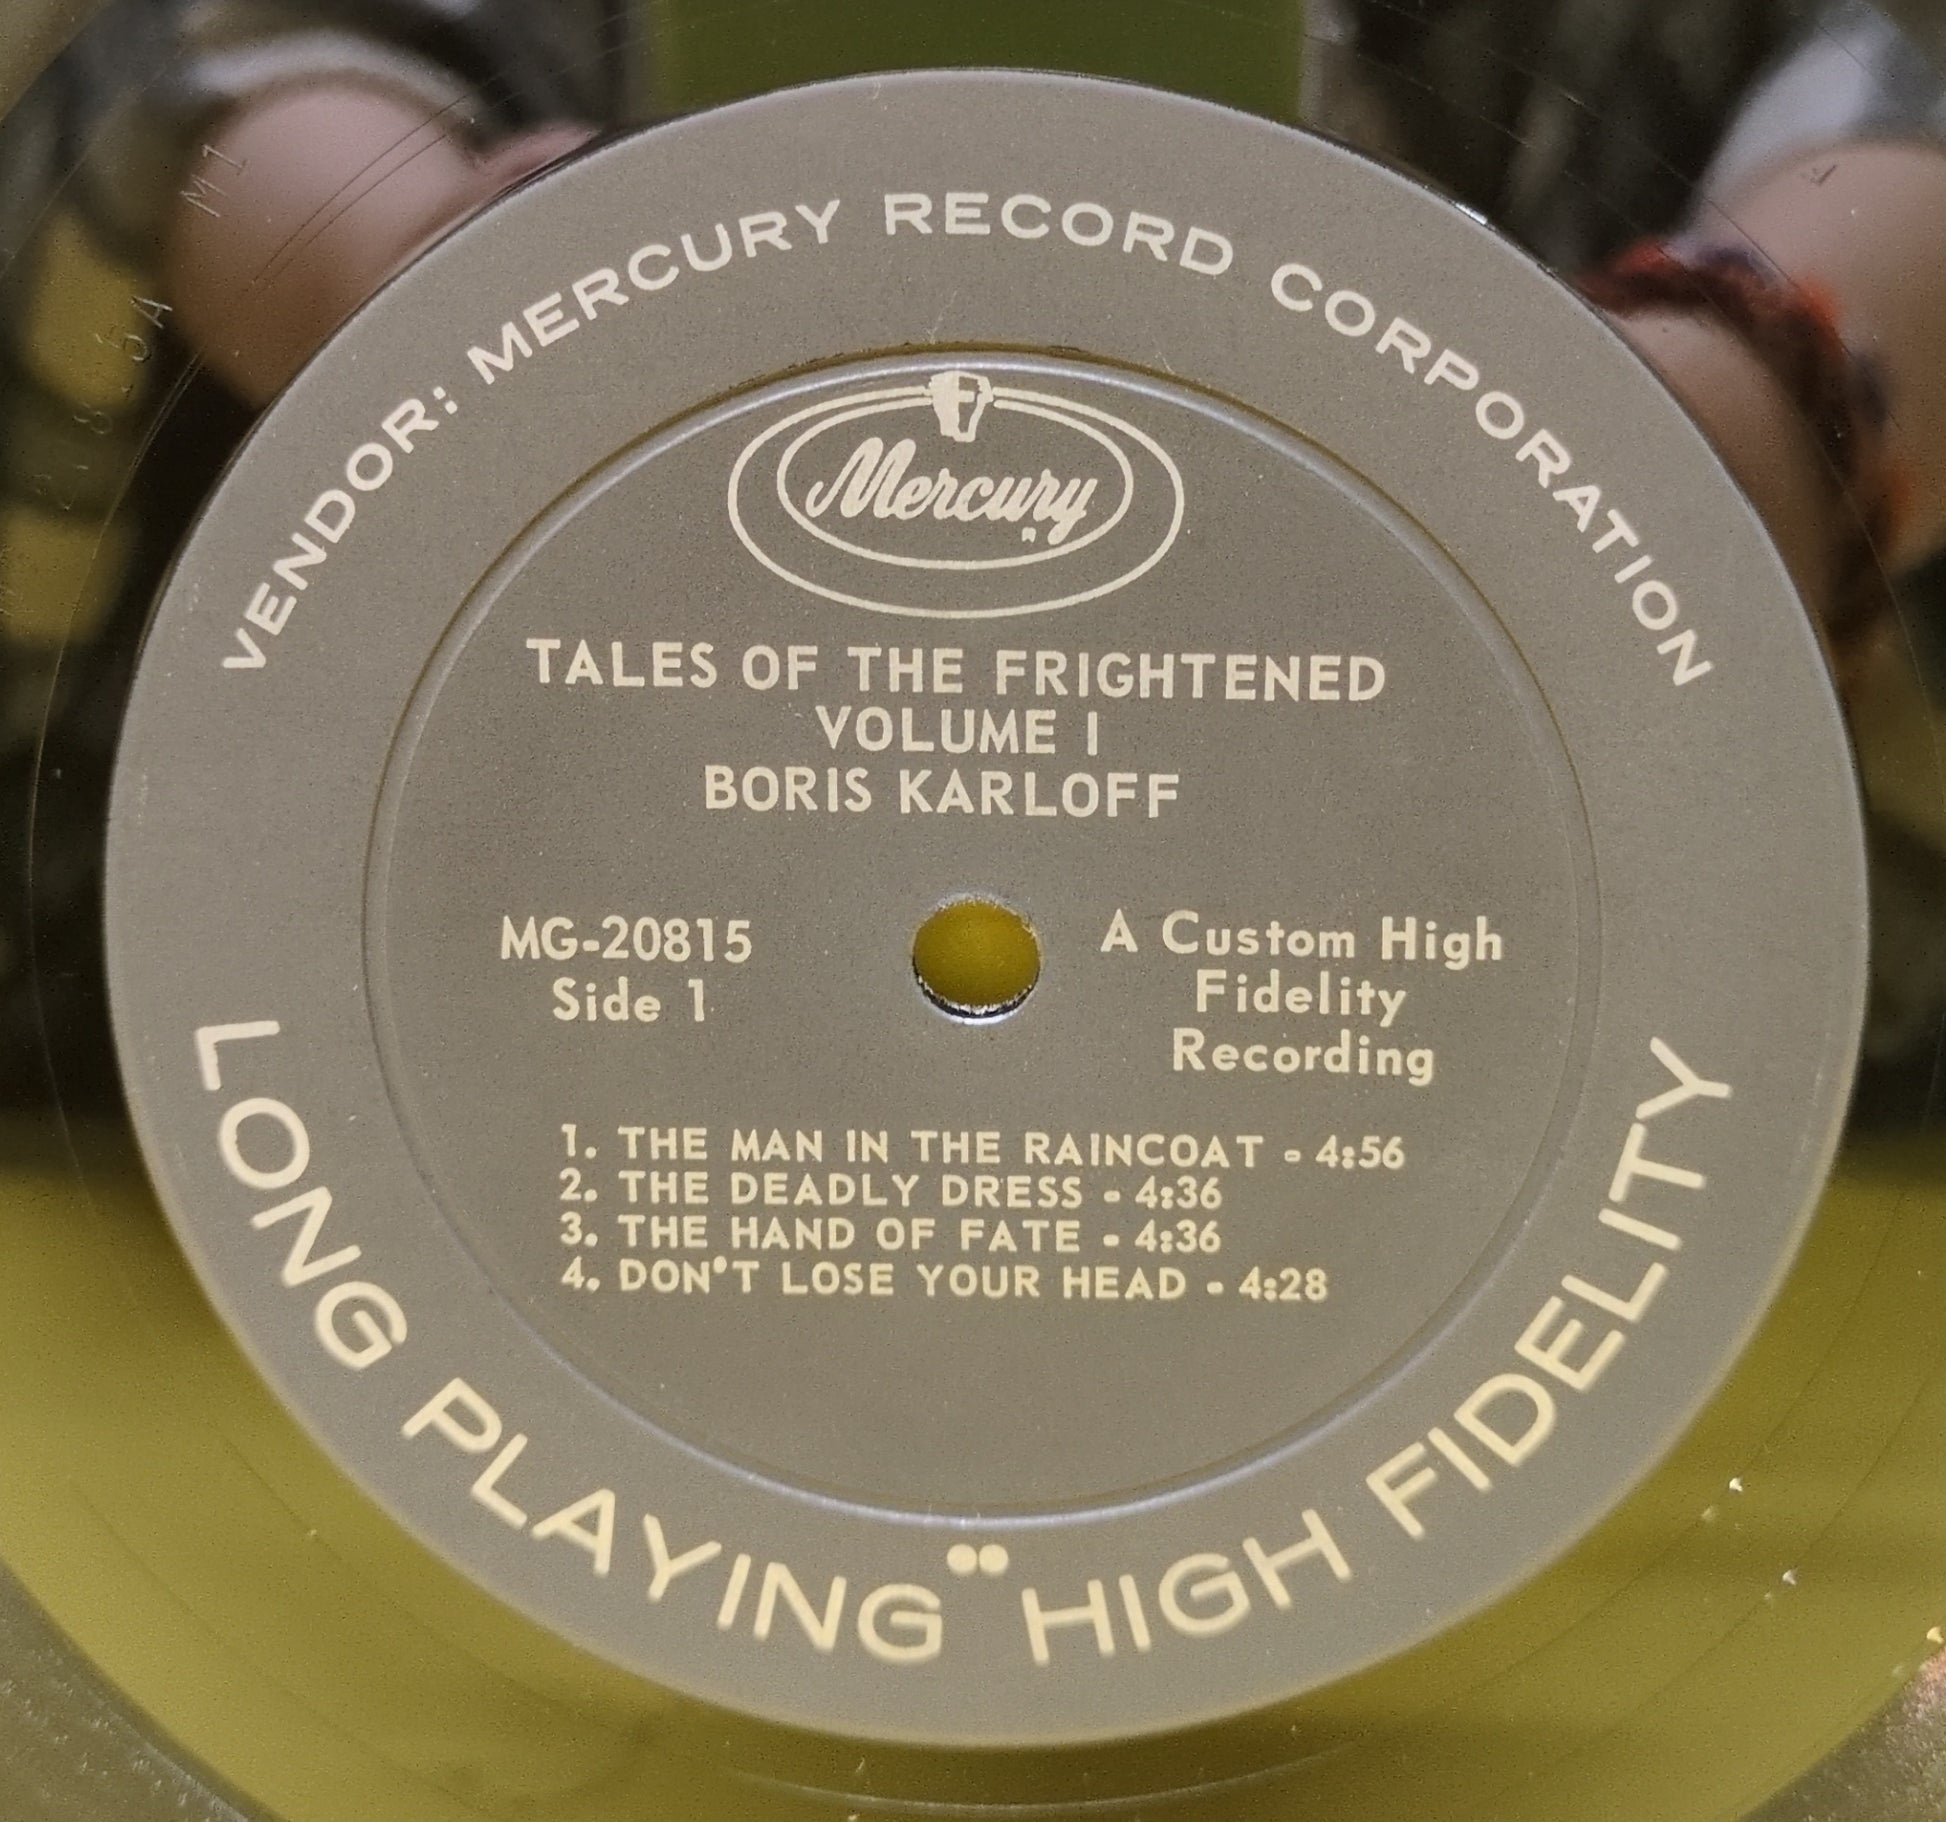 VENDOR: MERCURY RECORD CORPORATION
Mercury
TALES OF THE FRIGHTENED
VOLUME I
BORIS KARLOFF
MG-20815
Side 1
A Custom High
Fidelity
Recording
1. THE MAN IN THE RAINCOAT - 4:56
2. THE DEADLY DRESS - 4:36
3. THE HAND OF FATE - 4:36
4. DON'T LOSE YOUR HEAD - 4:28
LONG PLAYING HIGH FIDELITY
M1